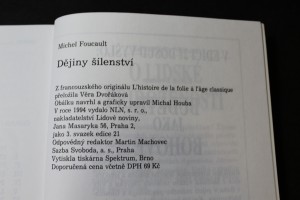 Michel Foucault
Dějiny šílenství
Z francouzského originálu L'histoire de la folie à l'âge classique
přeložila Věra Dvořáková
Obálku navrhl a graficky upravil Michal Houba
V roce 1994 vydalo NLN, s. r. o.,
nakladatelství Lidové noviny,
Jana Masaryka 56, Praha 2,
jako 3. svazek edice 21
Odpovědný redaktor Martin Machovec
Sazba Svoboda, a. s., Praha
Vytiskla tiskárna Spektrum, Brno
Doporučená cena včetně DPH 69 Kč